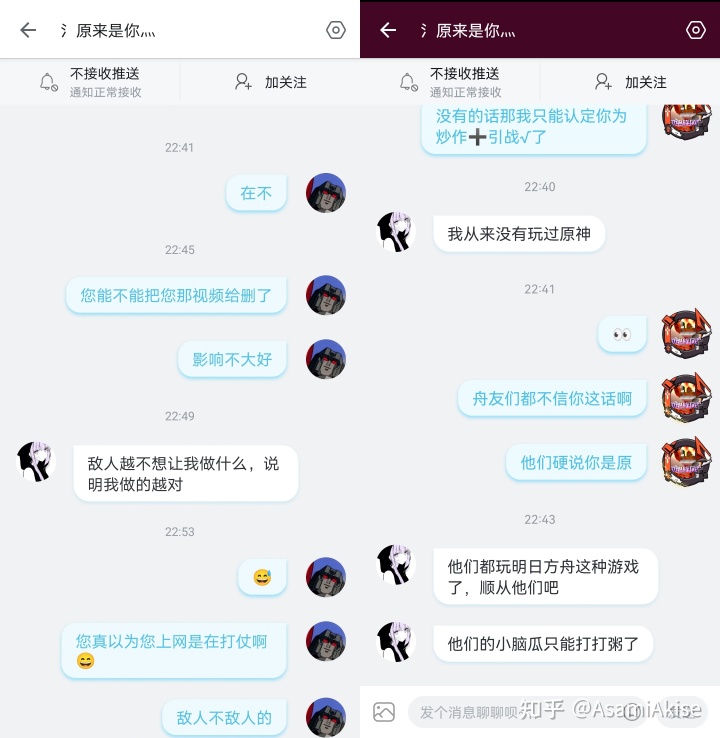 氵原来是你灬
不接收推送
通知正常接收
加关注
22:41
在不
22:45
您能不能把您那视频给删了
影响不大好
22:49
敌人越不想让我做什么，说
明我做的越对
22:53
😅
您真以为您上网是在打仗啊
😄
敌人不敌人的
氵原来是你灬
不接收推送
通知正常接收
加关注
没有的话那我只能认定你为
炒作➕引战√了
22:40
我从来没有玩过原神
22:41
👀
舟友们都不信你这话啊
他们硬说你是原
22:43
他们都玩明日方舟这种游戏
了，顺从他们吧
他们的小脑瓜只能打打粥了
发个消息聊聊呗
知乎 @AsamiAkise